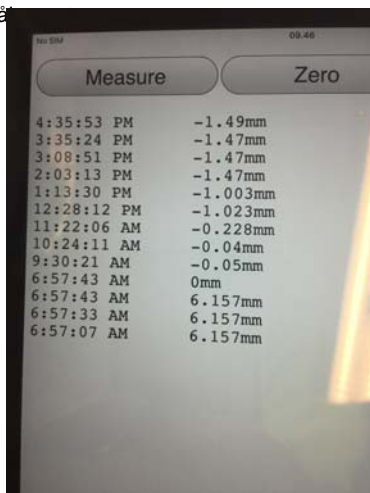 å
No SIM 09.46
Measure Zero
4:35:53 PM -1.49mm
3:35:24 PM -1.47mm
3:08:51 PM -1.47mm
2:03:13 PM -1.47mm
1:13:30 PM -1.003mm
12:28:12 PM -1.023mm
11:22:06 AM -0.228mm
10:24:11 AM -0.04mm
9:30:21 AM -0.05mm
6:57:43 AM 0mm
6:57:43 AM 6.157mm
6:57:33 AM 6.157mm
6:57:07 AM 6.157mm